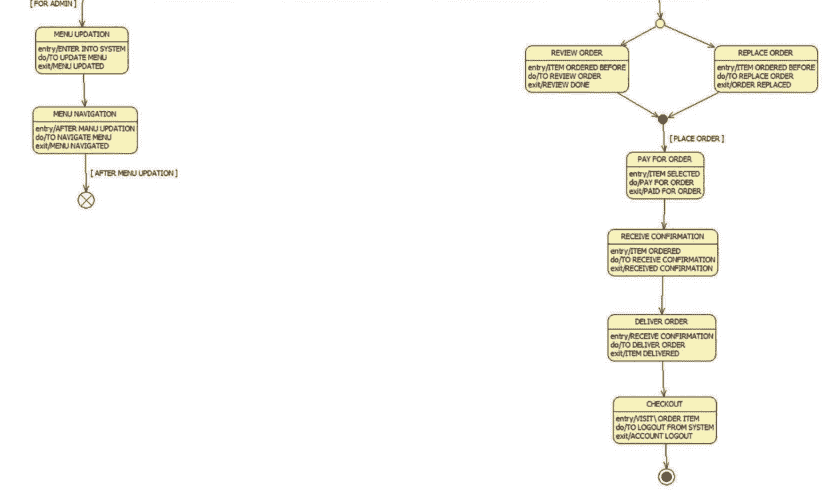 [ FOR ADMIN ]
MENU UPDATION
entry/ENTER INTO SYSTEM
do/TO UPDATE MENU
exit/MENU UPDATED
MENU NAVIGATION
entry/AFTER MANU UPDATION
do/TO NAVIGATE MENU
exit/MENU NAVIGATED
[ AFTER MENU UPDATION ]
REVIEW ORDER
entry/ITEM ORDERED BEFORE
do/TO REVIEW ORDER
exit/REVIEW DONE
REPLACE ORDER
entry/ITEM ORDERED BEFORE
do/TO REPLACE ORDER
exit/ORDER REPLACED
[ PLACE ORDER ]
PAY FOR ORDER
entry/ITEM SELECTED
do/PAY FOR ORDER
exit/PAID FOR ORDER
RECEIVE CONFIRMATION
entry/ITEM ORDERED
do/TO RECEIVE CONFIRMATION
exit/RECEIVED CONFIRMATION
DELIVER ORDER
entry/RECEIVE CONFIRMATION
do/TO DELIVER ORDER
exit/ITEM DELIVERED
CHECKOUT
entry/VISIT\ ORDER ITEM
do/TO LOGOUT FROM SYSTEM
exit/ACCOUNT LOGOUT